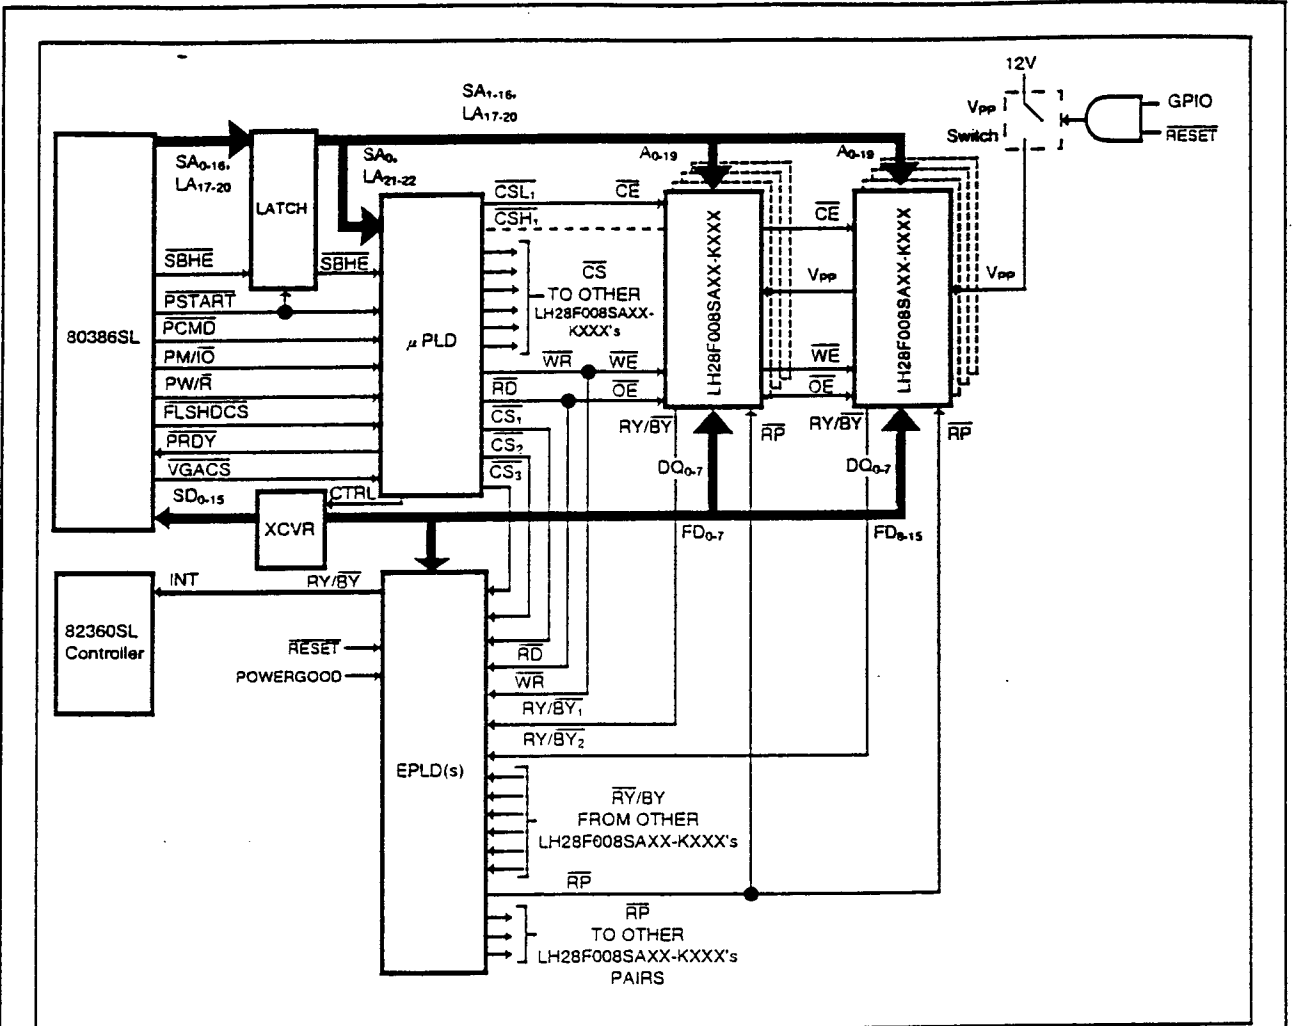 12V
SA1-16,
LA17-20
Vpp
Switch
GPIO
RESET
SA0-16,
LA17-20
SA0,
LA21-22
A0-19
A0-19
LATCH
CSL1
CE
CSH1
CE
SBHE
SBHE
CS
TO OTHER
LH28F008SAXX-
KXXX's
LH28F008SAXX-KXXX
LH28F008SAXX-KXXX
Vpp
Vpp
PSTART
80386SL
PCMD
μPLD
PM/IO
WR
WE
WE
PW/R
RD
OE
OE
FLSHDCS
CS1
RY/BY
RP
RY/BY
RP
PRDY
CS2
VGACS
CS3
DQ0-7
DQ0-7
SD0-15
CTRL
XCVR
FD0-7
FD8-15
INT
RY/BY
82360SL
Controller
RESET
RD
POWERGOOD
WR
RY/BY1
RY/BY2
EPLD(s)
RY/BY
FROM OTHER
LH28F008SAXX-KXXX's
RP
RP
TO OTHER
LH28F008SAXX-KXXX's
PAIRS